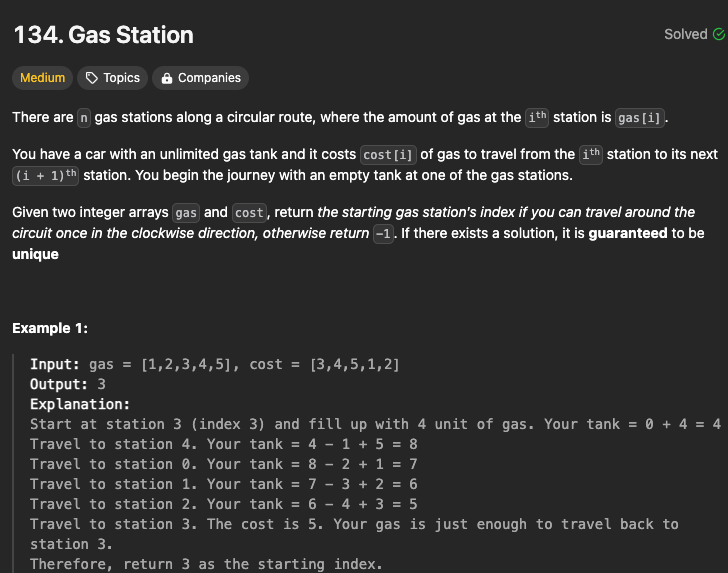 134. Gas Station
Solved
Medium Topics Companies
There are n gas stations along a circular route, where the amount of gas at the ith station is gas[i].
You have a car with an unlimited gas tank and it costs cost[i] of gas to travel from the ith station to its next
(i + 1)th station. You begin the journey with an empty tank at one of the gas stations.
Given two integer arrays gas and cost, return the starting gas station's index if you can travel around the
circuit once in the clockwise direction, otherwise return -1. If there exists a solution, it is guaranteed to be
unique
Example 1:
Input: gas = [1,2,3,4,5], cost = [3,4,5,1,2]
Output: 3
Explanation:
Start at station 3 (index 3) and fill up with 4 unit of gas. Your tank = 0 + 4 = 4
Travel to station 4. Your tank = 4 - 1 + 5 = 8
Travel to station 0. Your tank = 8 - 2 + 1 = 7
Travel to station 1. Your tank = 7 - 3 + 2 = 6
Travel to station 2. Your tank = 6 - 4 + 3 = 5
Travel to station 3. The cost is 5. Your gas is just enough to travel back to
station 3.
Therefore, return 3 as the starting index.